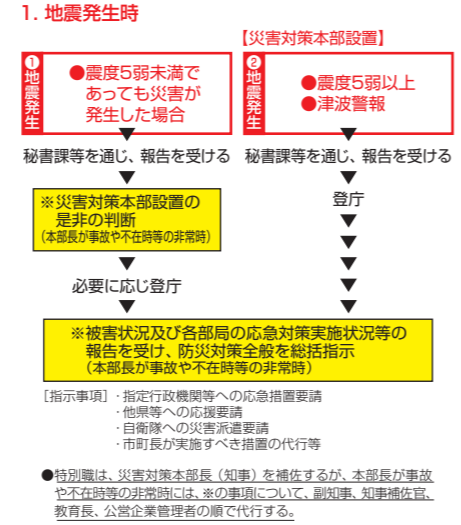 1. 地震発生時
【災害対策本部設置】
❶地震発生
●震度5弱未満で
あっても災害が
発生した場合
❷地震発生
●震度5弱以上
●津波警報
▼
▼
秘書課等を通じ、報告を受ける
秘書課等を通じ、報告を受ける
▼
▼
※災害対策本部設置の
是非の判断
(本部長が事故や不在時等の非常時)
登庁
▼
▼
▼
▼
▼
必要に応じ登庁
▼
▼
※被害状況及び各部局の応急対策実施状況等の
報告を受け、防災対策全般を総括指示
(本部長が事故や不在時等の非常時)
[指示事項]・指定行政機関等への応急措置要請
・他県等への応援要請
・自衛隊への災害派遣要請
・市町長が実施すべき措置の代行等
●特別職は、災害対策本部長(知事)を補佐するが、本部長が事故
や不在時等の非常時には、※の事項について、副知事、知事補佐官、
教育長、公営企業管理者の順で代行する。